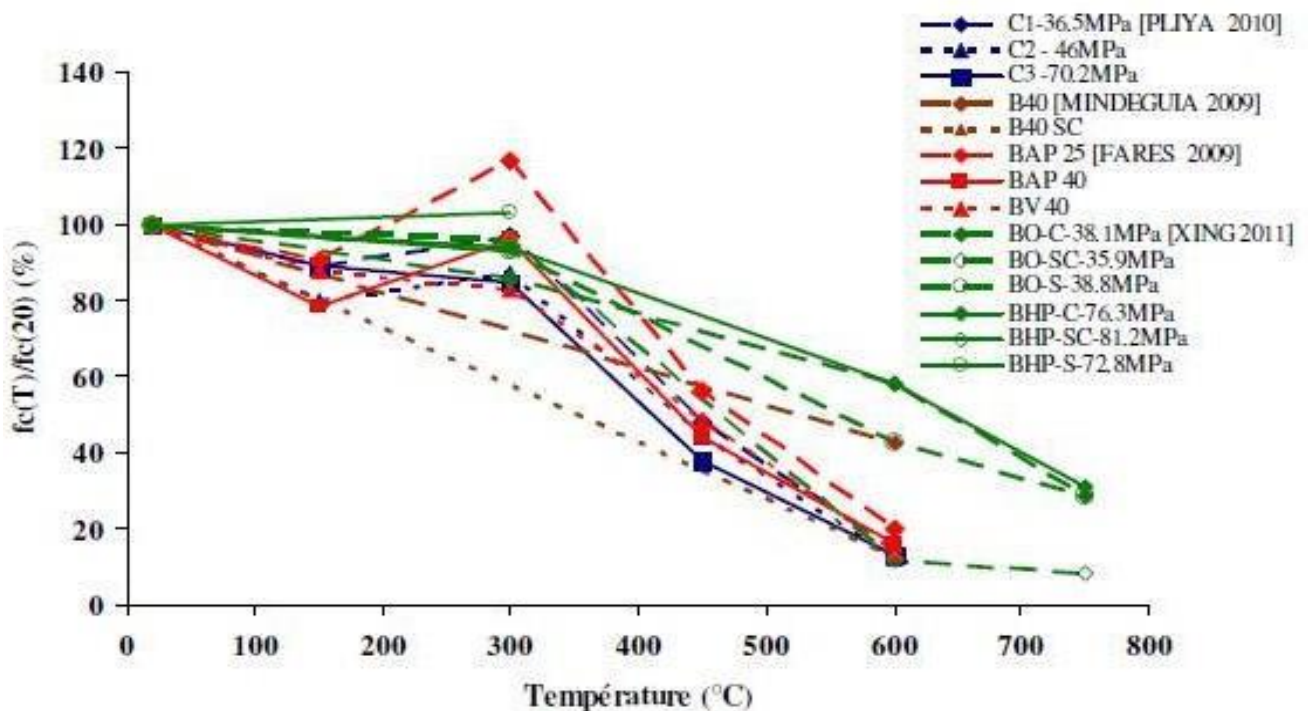 C1-36.5MPa [PLIYA 2010]
C2 - 46MPa
C3 -70.2MPa
B40 [MINDEGUIA 2009]
B40 SC
BAP 25 [FARES 2009]
BAP 40
BV 40
BO-C-38.1MPa [XING 2011]
BO-SC-35.9MPa
BO-S-38.8MPa
BHP-C-76.3MPa
BHP-SC-81.2MPa
BHP-S-72.8MPa
fc(T)/fc(20) (%)
140
120
100
80
60
40
20
0
0 100 200 300 400 500 600 700 800
Température (°C)